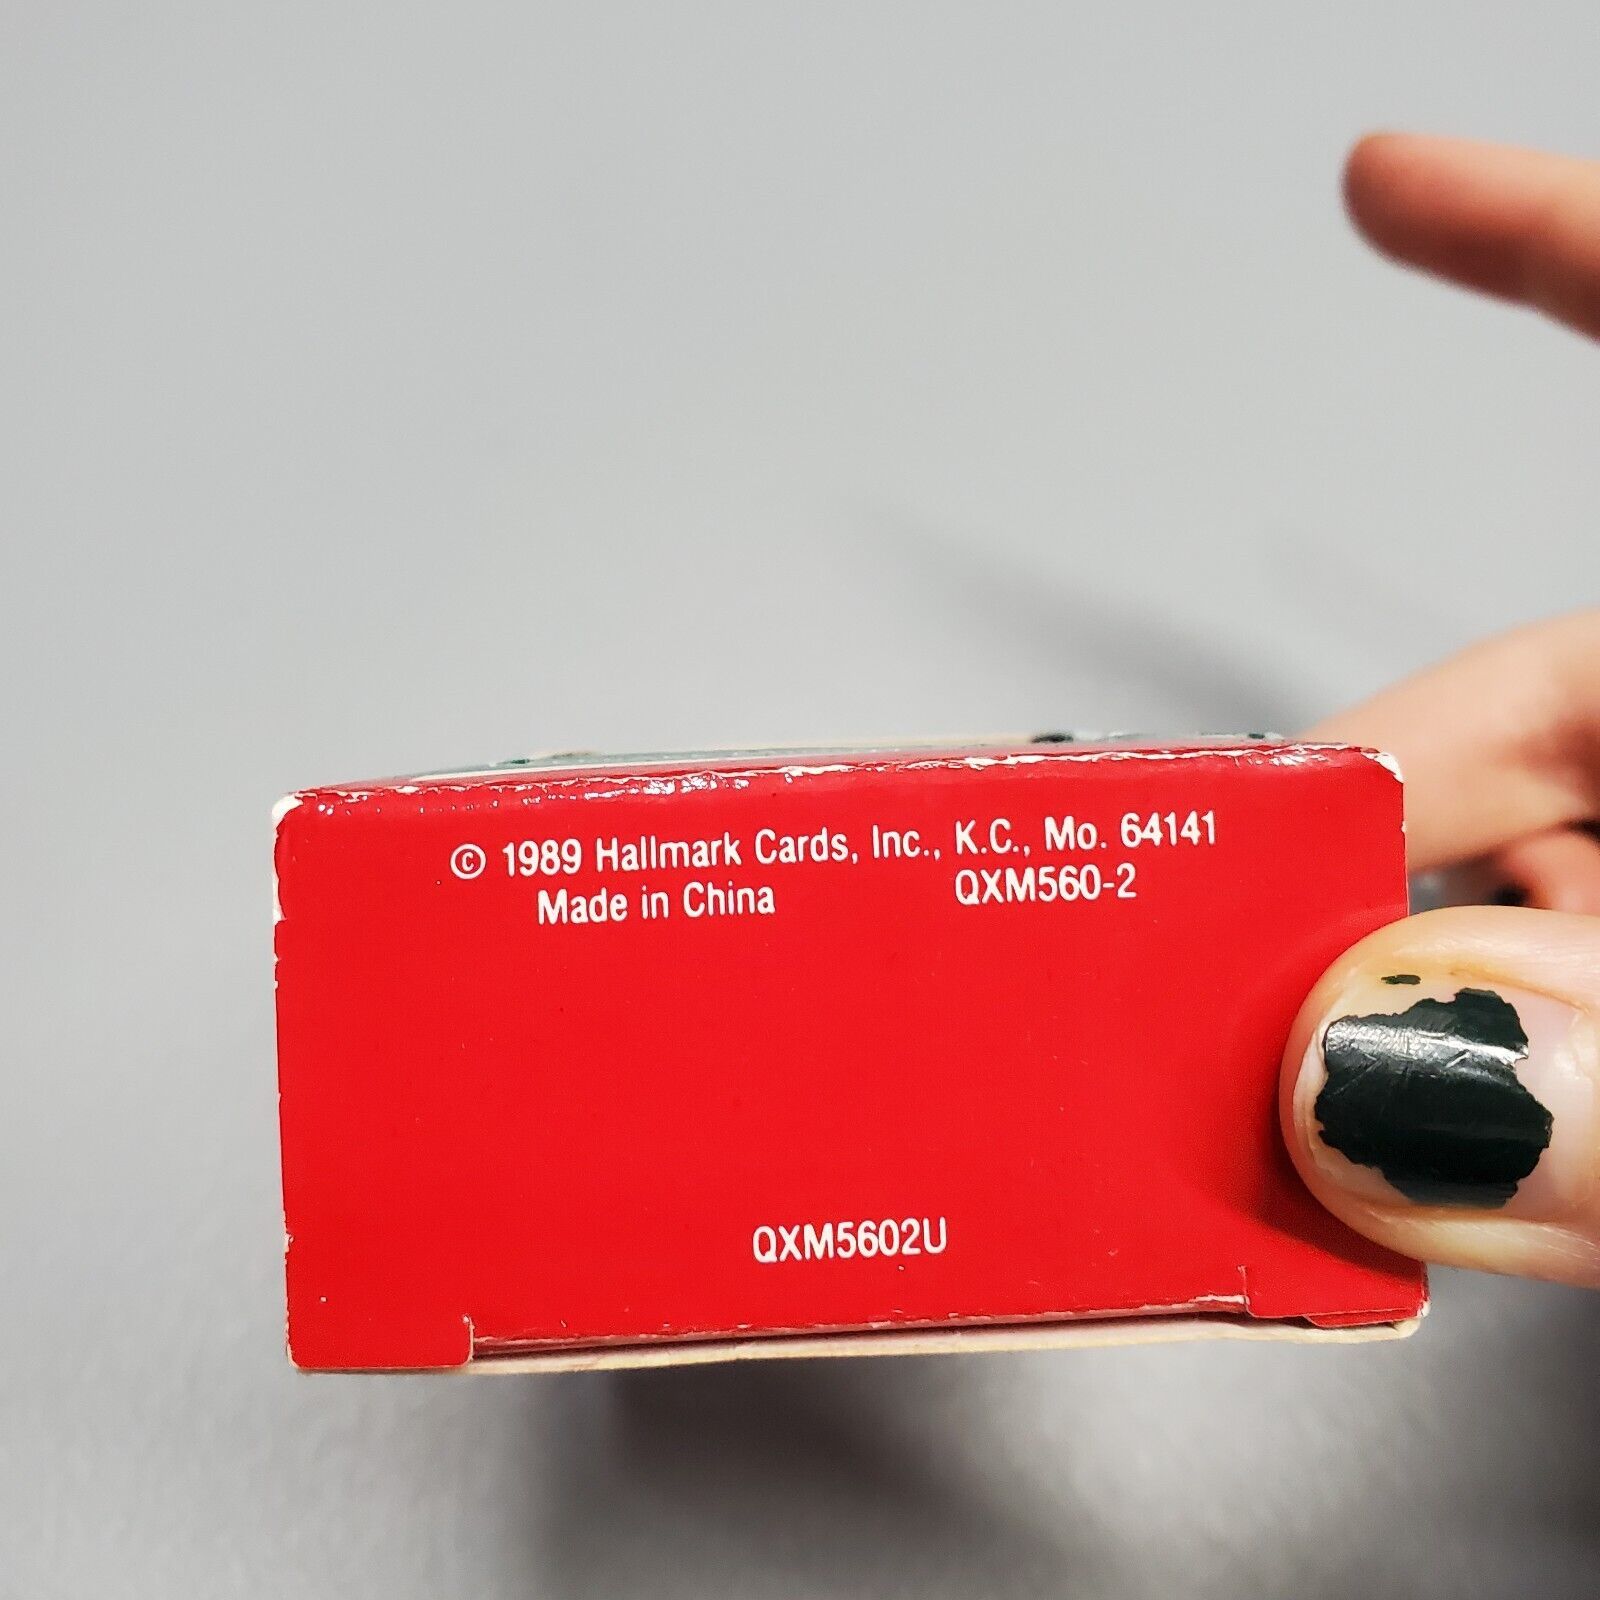 © 1989 Hallmark Cards, Inc., K.C., Mo. 64141
Made in China QXM560-2
QXM5602U